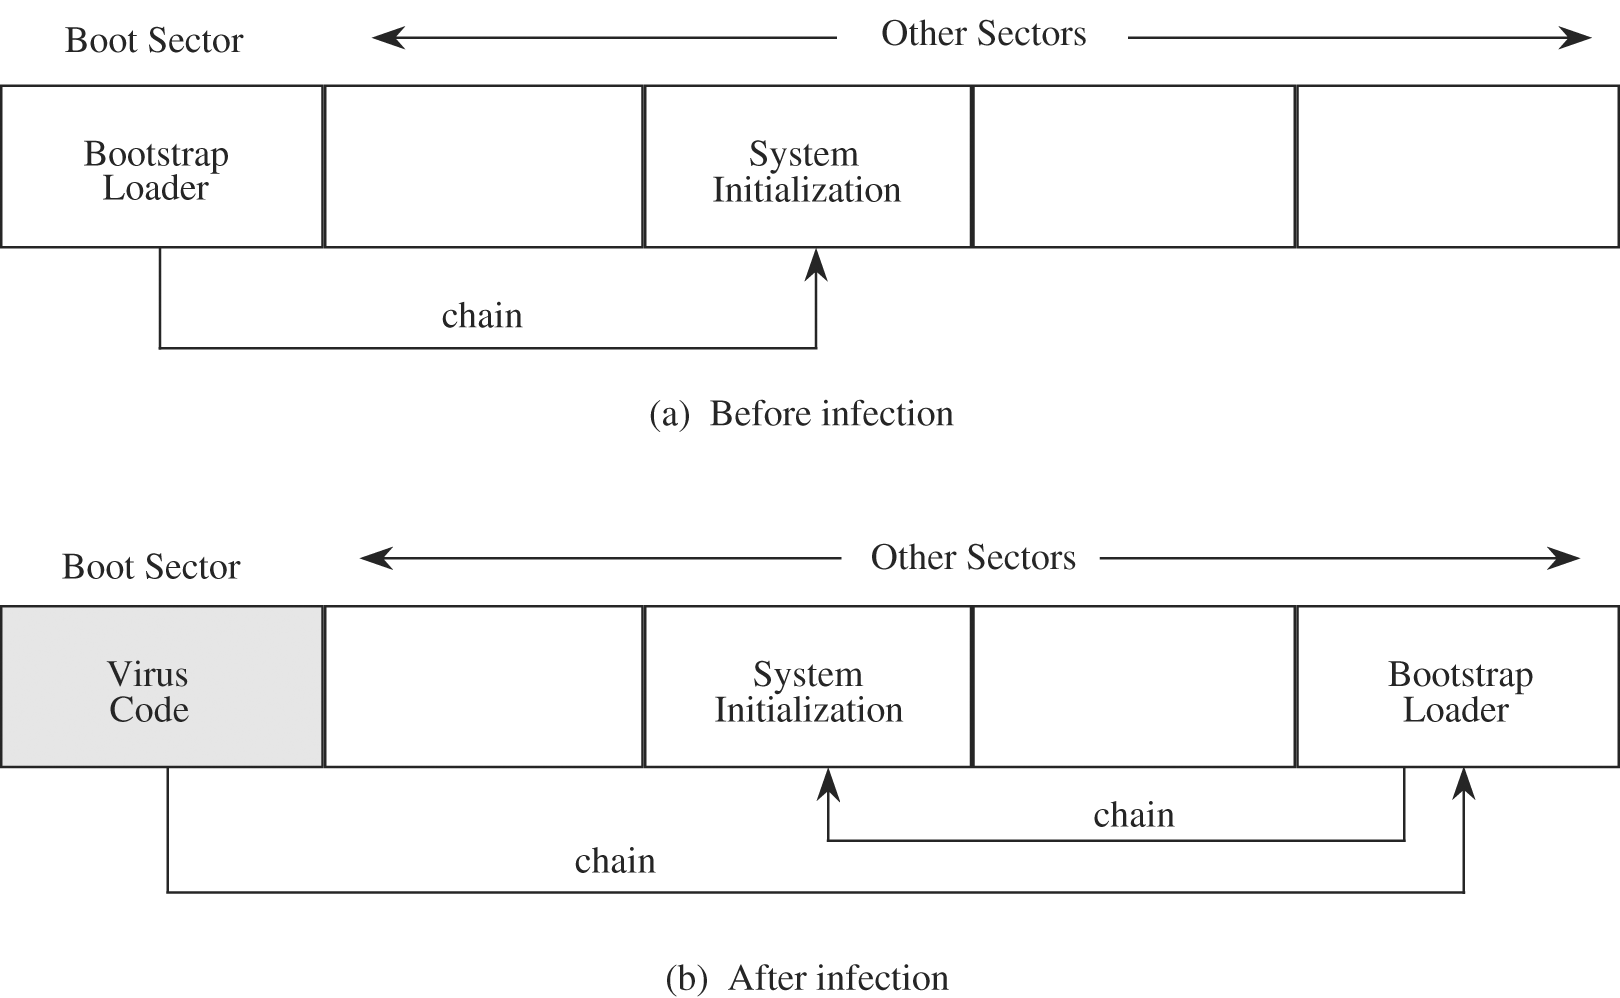 Boot Sector
Other Sectors
Bootstrap
Loader
System
Initialization
chain
(a) Before infection
Boot Sector
Other Sectors
Virus
Code
System
Initialization
Bootstrap
Loader
chain
chain
(b) After infection